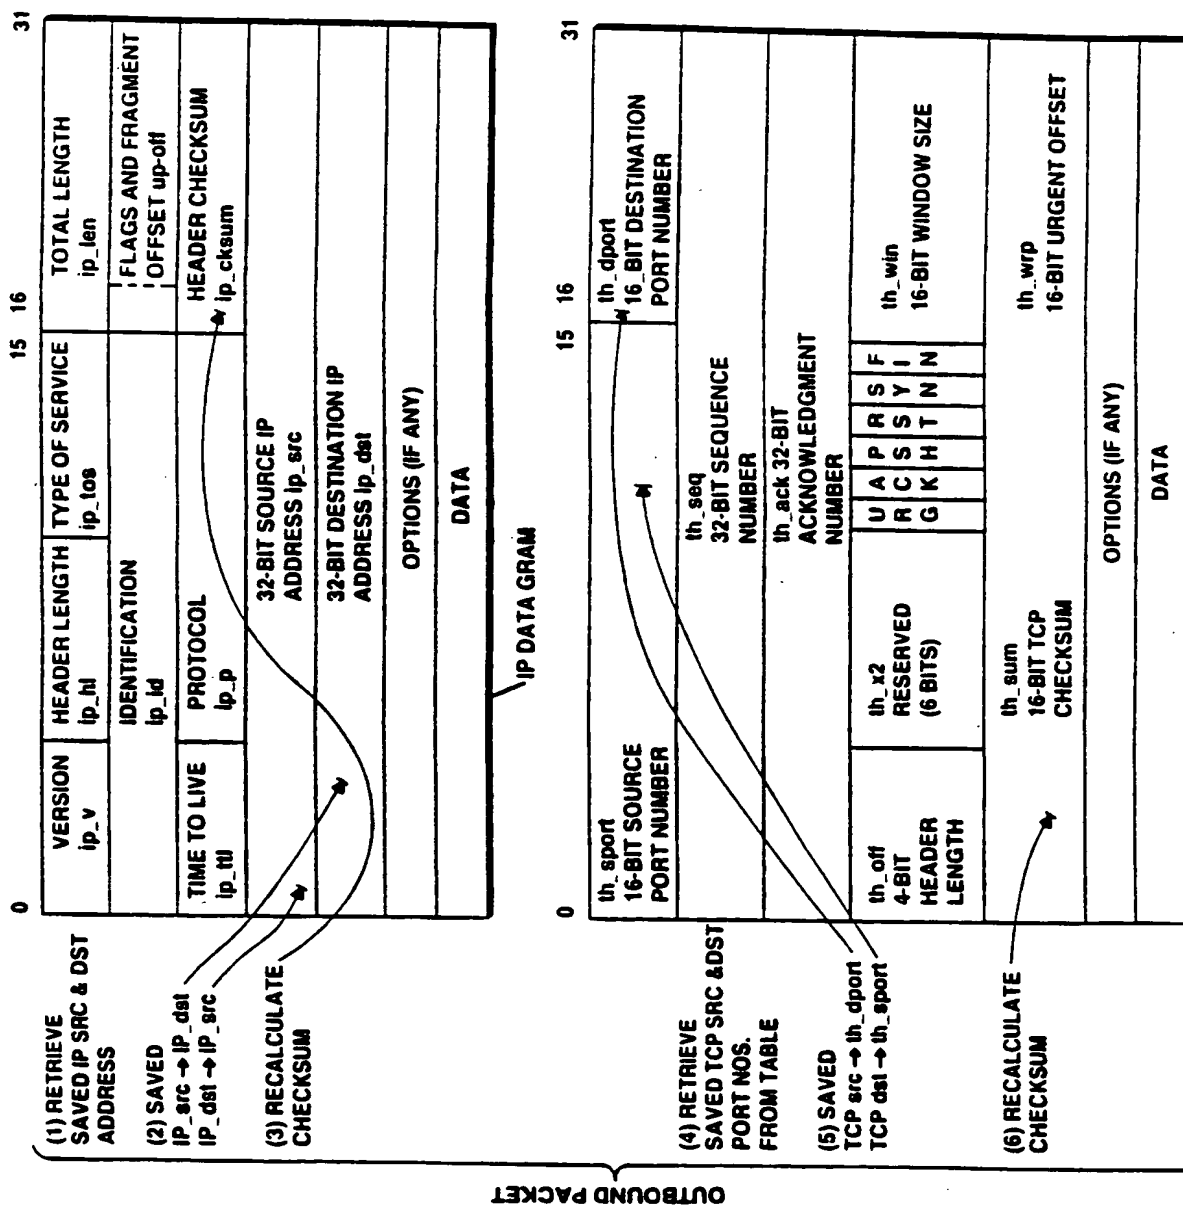 OUTBOUND PACKET
(1) RETRIEVE
SAVED IP SRC & DST
ADDRESS
(2) SAVED
IP_src → IP_dst
IP_dst → IP_src
(3) RECALCULATE
CHECKSUM
0
15
16
31
VERSION
ip_v
HEADER LENGTH
ip_hl
TYPE OF SERVICE
ip_tos
TOTAL LENGTH
ip_len
IDENTIFICATION
ip_id
FLAGS AND FRAGMENT
OFFSET up-off
TIME TO LIVE
ip_ttl
PROTOCOL
ip_p
HEADER CHECKSUM
ip_cksum
32-BIT SOURCE IP
ADDRESS ip_src
32-BIT DESTINATION IP
ADDRESS ip_dst
OPTIONS (IF ANY)
DATA
IP DATA GRAM
(4) RETRIEVE
SAVED TCP SRC &DST
PORT NOS.
FROM TABLE
(5) SAVED
TCP src → th_dport
TCP dst → th_sport
(6) RECALCULATE
CHECKSUM
0
15
16
31
th_sport
16-BIT SOURCE
PORT NUMBER
th_dport
16_BIT DESTINATION
PORT NUMBER
th_seq
32-BIT SEQUENCE
NUMBER
th_ack 32-BIT
ACKNOWLEDGMENT
NUMBER
th_off
4-BIT
HEADER
LENGTH
th_x2
RESERVED
(6 BITS)
URG
ACK
PSH
RST
SYN
FIN
th_win
16-BIT WINDOW SIZE
th_sum
16-BIT TCP
CHECKSUM
th_wrp
16-BIT URGENT OFFSET
OPTIONS (IF ANY)
DATA